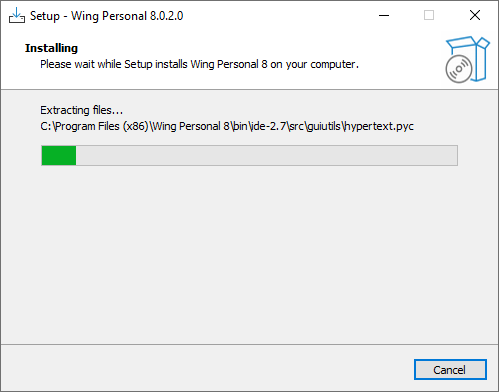 Setup - Wing Personal 8.0.2.0
Installing
Please wait while Setup installs Wing Personal 8 on your computer.
Extracting files...
C:\Program Files (x86)\Wing Personal 8\bin\ide-2.7\src\guiutils\hypertext.pyc
Cancel